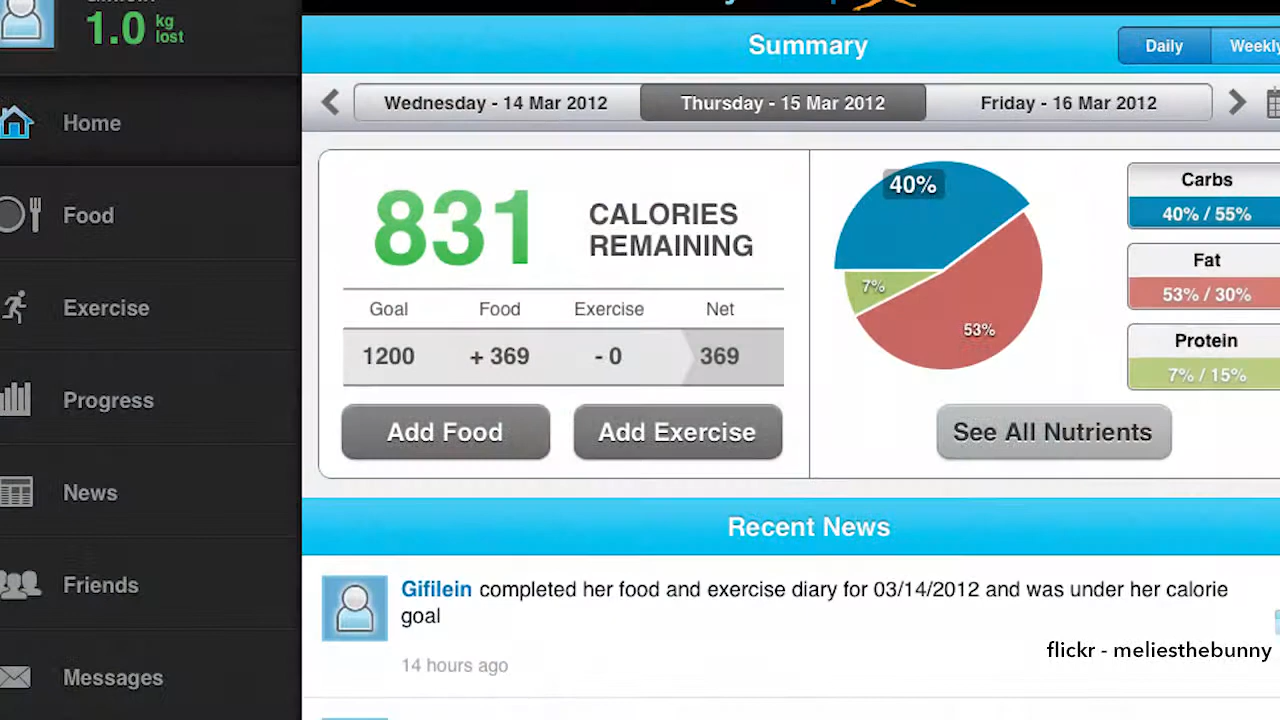 1.0 kg
lost
Home
Food
Exercise
Progress
News
Friends
Messages
Summary
Daily
Weekly
Wednesday - 14 Mar 2012
Thursday - 15 Mar 2012
Friday - 16 Mar 2012
831
CALORIES
REMAINING
Goal Food Exercise Net
1200 + 369 - 0 369
Add Food
Add Exercise
40%
7%
53%
Carbs
40% / 55%
Fat
53% / 30%
Protein
7% / 15%
See All Nutrients
Recent News
Gifilein completed her food and exercise diary for 03/14/2012 and was under her calorie
goal
14 hours ago
flickr - meliesthebunny